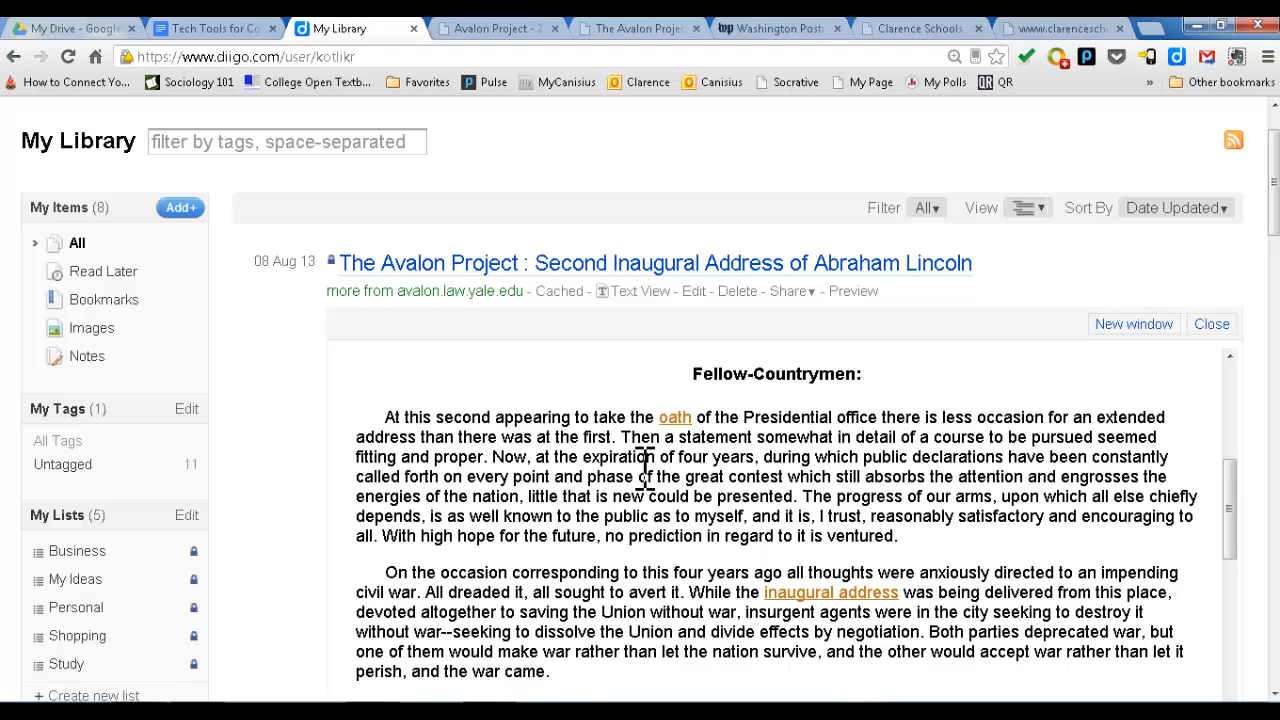 My Drive - Google
Tech Tools for Co
My Library
Avalon Project -
The Avalon Projec
wp Washington Post
Clarence Schools
www.clarencesch
https://www.diigo.com/user/kotlikr
How to Connect Yo...
Sociology 101
College Open Textb...
Favorites
Pulse
my MyCanisius
Clarence
Canisius
Socrative
My Page
My Polls
QR QR
» Other bookmarks
My Library filter by tags, space-separated
My Items (8) Add+
Filter All▾ View Sort By Date Updated▾
All
Read Later
Bookmarks
Images
Notes
My Tags (1) Edit
All Tags
Untagged 11
My Lists (5) Edit
Business
My Ideas
Personal
Shopping
Study
+ Create new list
08 Aug 13 The Avalon Project : Second Inaugural Address of Abraham Lincoln
more from avalon.law.yale.edu - Cached - T Text View - Edit - Delete - Share▾ - Preview
New window Close
Fellow-Countrymen:
At this second appearing to take the oath of the Presidential office there is less occasion for an extended
address than there was at the first. Then a statement somewhat in detail of a course to be pursued seemed
fitting and proper. Now, at the expiration of four years, during which public declarations have been constantly
called forth on every point and phase of the great contest which still absorbs the attention and engrosses the
energies of the nation, little that is new could be presented. The progress of our arms, upon which all else chiefly
depends, is as well known to the public as to myself, and it is, I trust, reasonably satisfactory and encouraging to
all. With high hope for the future, no prediction in regard to it is ventured.
On the occasion corresponding to this four years ago all thoughts were anxiously directed to an impending
civil war. All dreaded it, all sought to avert it. While the inaugural address was being delivered from this place,
devoted altogether to saving the Union without war, insurgent agents were in the city seeking to destroy it
without war--seeking to dissolve the Union and divide effects by negotiation. Both parties deprecated war, but
one of them would make war rather than let the nation survive, and the other would accept war rather than let it
perish, and the war came.